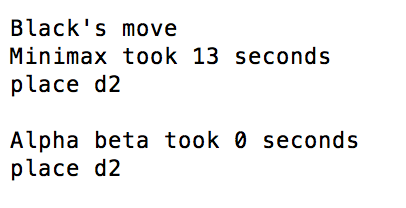 Black's move
Minimax took 13 seconds
place d2
Alpha beta took 0 seconds
place d2